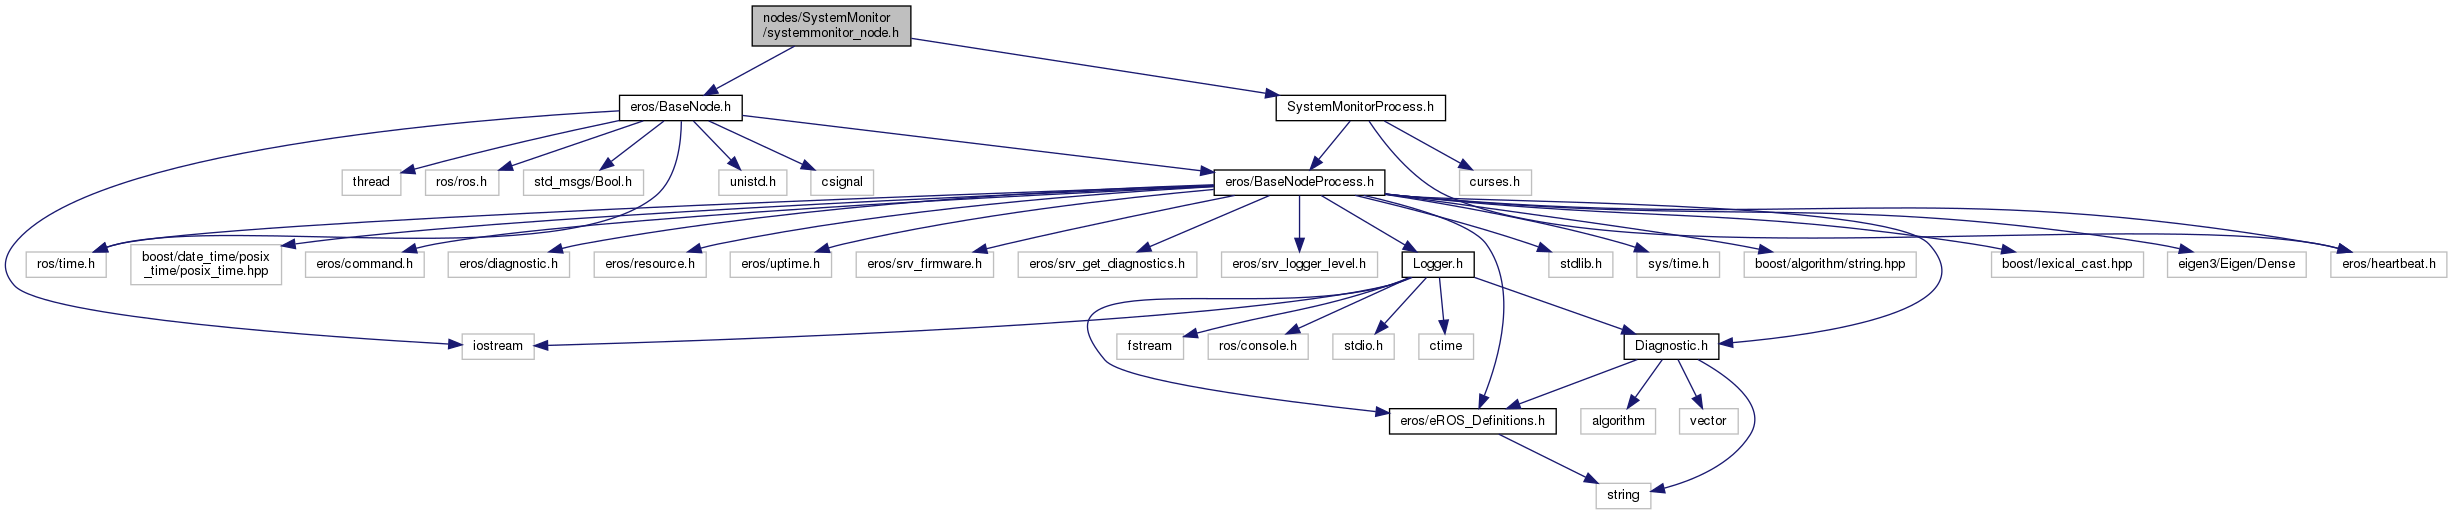 nodes/SystemMonitor
/systemmonitor_node.h
eros/BaseNode.h
SystemMonitorProcess.h
thread
ros/ros.h
std_msgs/Bool.h
unistd.h
csignal
eros/BaseNodeProcess.h
curses.h
ros/time.h
boost/date_time/posix
_time/posix_time.hpp
eros/command.h
eros/diagnostic.h
eros/resource.h
eros/uptime.h
eros/srv_firmware.h
eros/srv_get_diagnostics.h
eros/srv_logger_level.h
Logger.h
stdlib.h
sys/time.h
boost/algorithm/string.hpp
boost/lexical_cast.hpp
eigen3/Eigen/Dense
eros/heartbeat.h
iostream
fstream
ros/console.h
stdio.h
ctime
Diagnostic.h
eros/eROS_Definitions.h
algorithm
vector
string